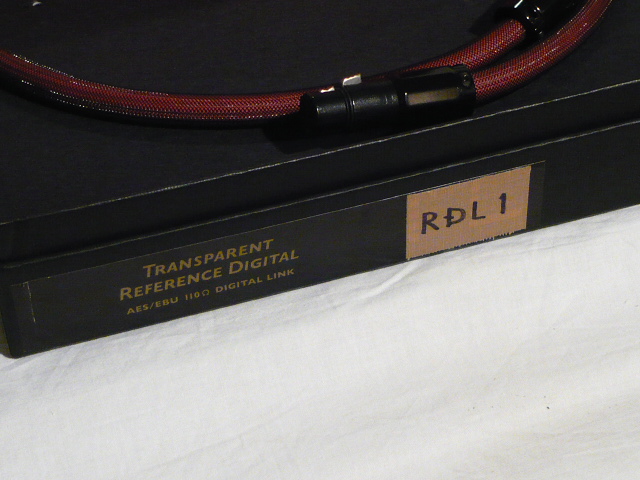 TRANSPARENT
REFERENCE DIGITAL
AES/EBU 110Ω DIGITAL LINK
RDL 1